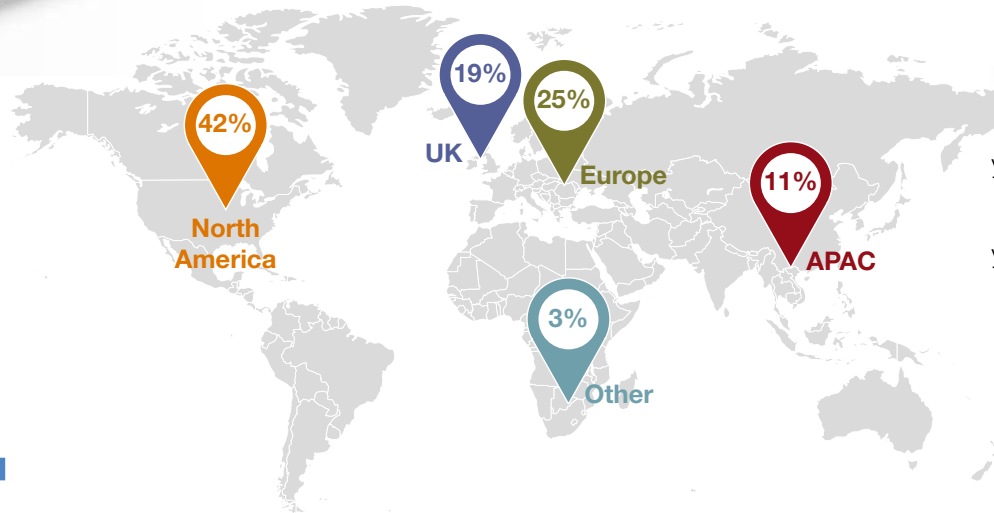 19%
25%
42%
UK
Europe
11%
North
America
APAC
3%
Other
y
y